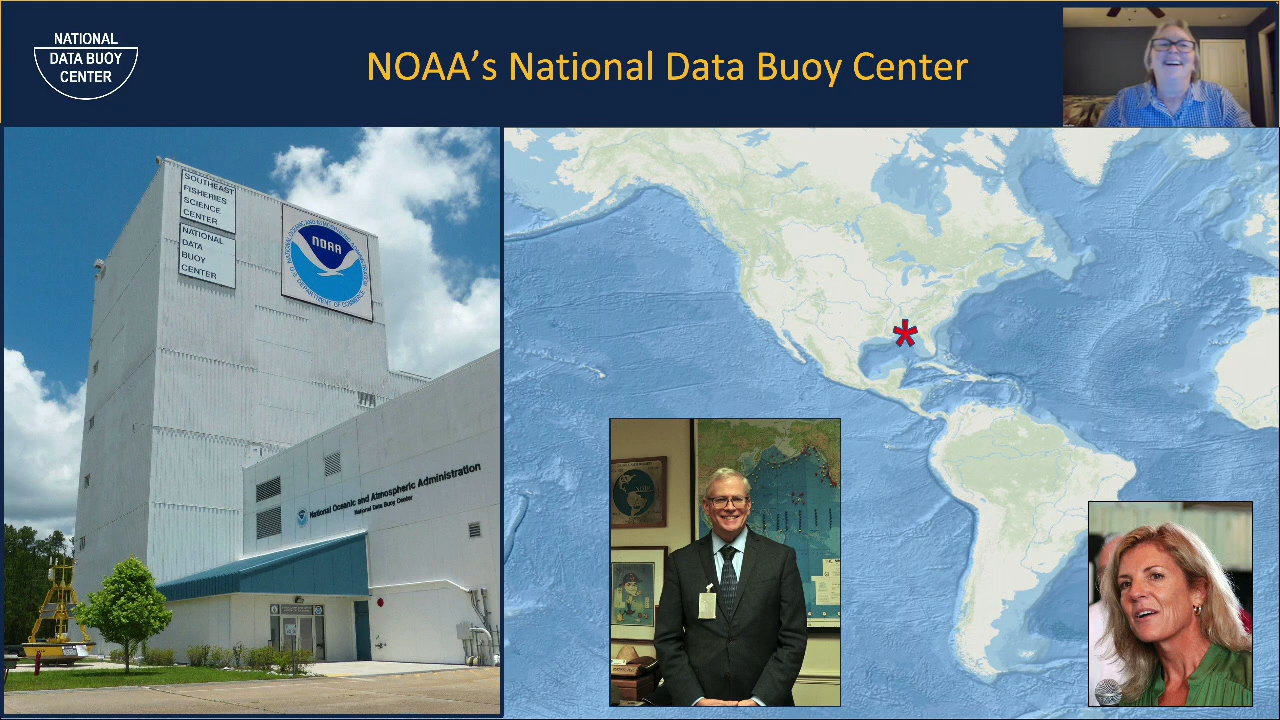 NATIONAL
DATA BUOY
CENTER
NOAA's National Data Buoy Center
SOUTHEAST
FISHERIES
SCIENCE
CENTER
NATIONAL
DATA
BUOY
CENTER
NOAA
National Oceanic and Atmospheric Administration
National Data Buoy Center